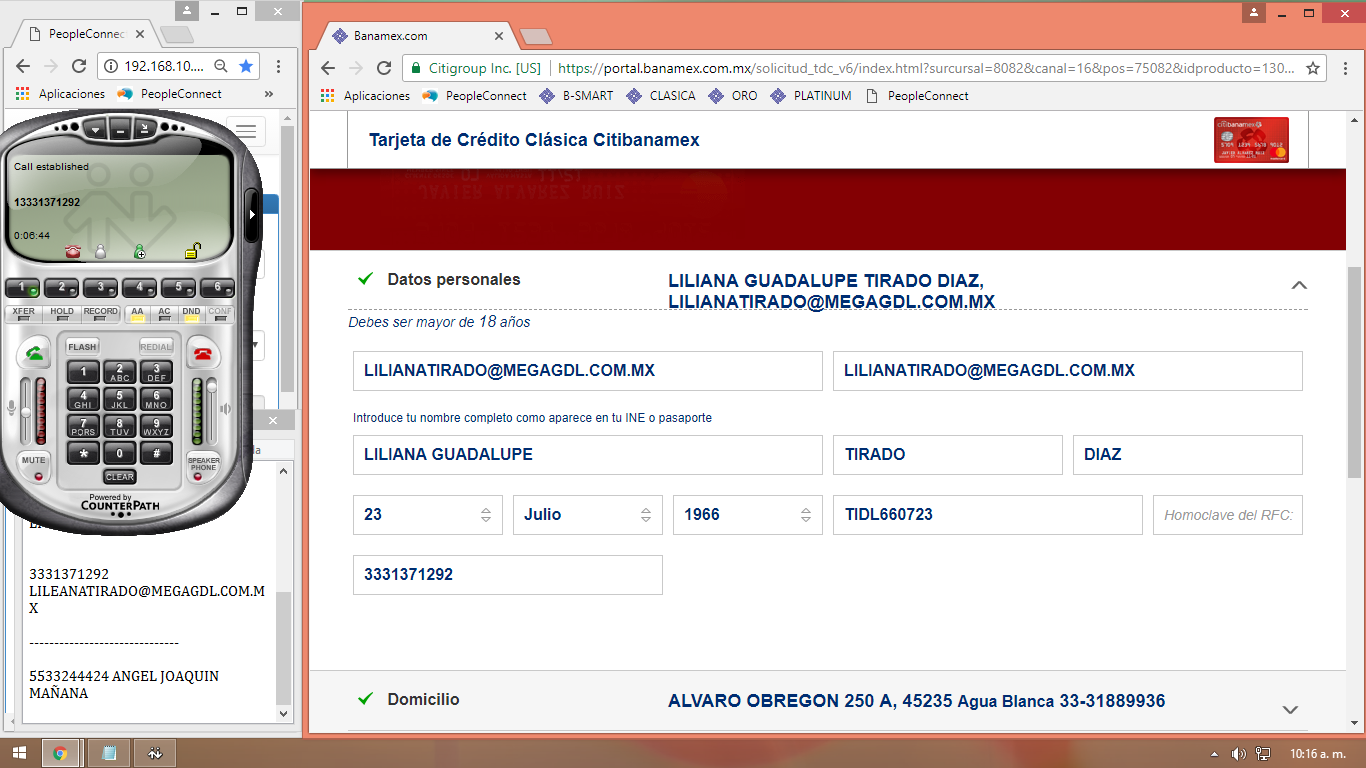 PeopleConnec
192.168.10....
Aplicaciones
PeopleConnect
»
Call established
13331371292
0:06:44
1 2 3 4 5 6
XFER HOLD RECORD AA AC DND CONF
FLASH REDIAL
1 2 ABC 3 DEF
4 GHI 5 JKL 6 MNO
7 PQRS 8 TUV 9 WXYZ
* 0 #
MUTE
CLEAR
SPEAKER PHONE
Powered by
COUNTERPATH
3331371292
LILEANATIRADO@MEGAGDL.COM.M
X
------------------------------
5533244424 ANGEL JOAQUIN
MAÑANA
Banamex.com
Citigroup Inc. [US]
https://portal.banamex.com.mx/solicitud_tdc_v6/index.html?surcursal=8082&canal=16&pos=75082&idproducto=130...
Aplicaciones PeopleConnect B-SMART CLASICA ORO PLATINUM PeopleConnect
Tarjeta de Crédito Clásica Citibanamex
citibanamex
Datos personales
LILIANA GUADALUPE TIRADO DIAZ,
LILIANATIRADO@MEGAGDL.COM.MX
Debes ser mayor de 18 años
LILIANATIRADO@MEGAGDL.COM.MX LILIANATIRADO@MEGAGDL.COM.MX
Introduce tu nombre completo como aparece en tu INE o pasaporte
LILIANA GUADALUPE TIRADO DIAZ
23 Julio 1966 TIDL660723 Homoclave del RFC:
3331371292
Domicilio
ALVARO OBREGON 250 A, 45235 Agua Blanca 33-31889936
10:16 a. m.